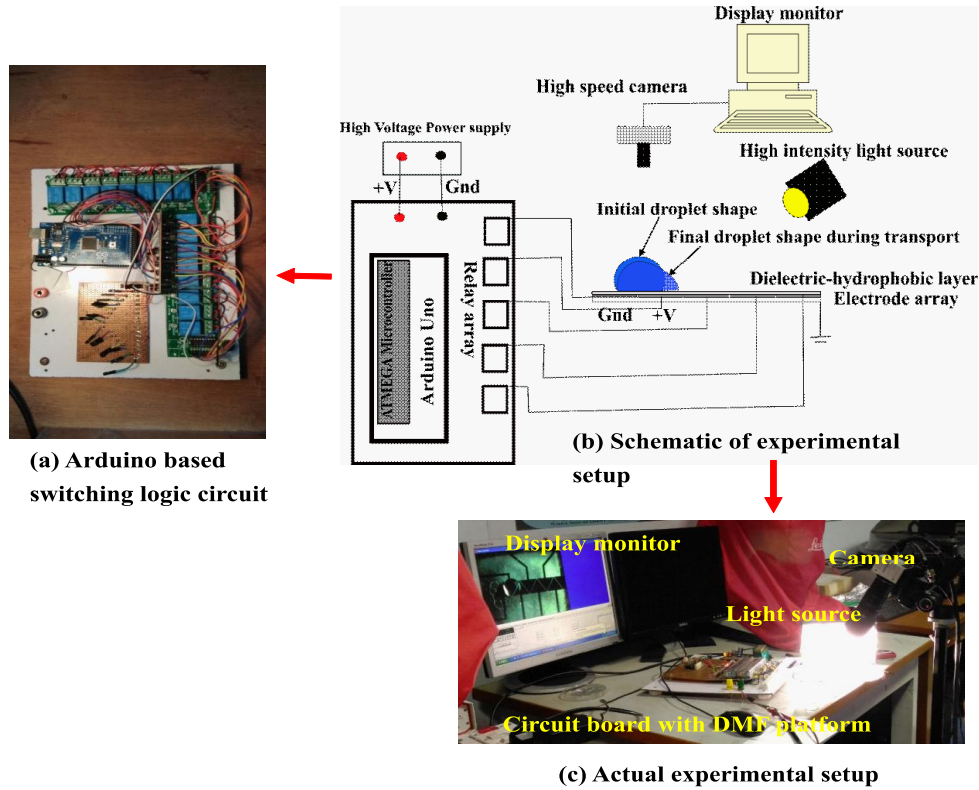 Display monitor
High speed camera
High Voltage Power supply
High intensity light source
+V
Gnd
Initial droplet shape
Final droplet shape during transport
Dielectric-hydrophobic layer
Electrode array
Gnd
+V
Relay array
ATMEGA Microcontroller
Arduino Uno
(a) Arduino based
switching logic circuit
(b) Schematic of experimental
setup
Display monitor
Camera
Light source
Circuit board with DMF platform
(c) Actual experimental setup